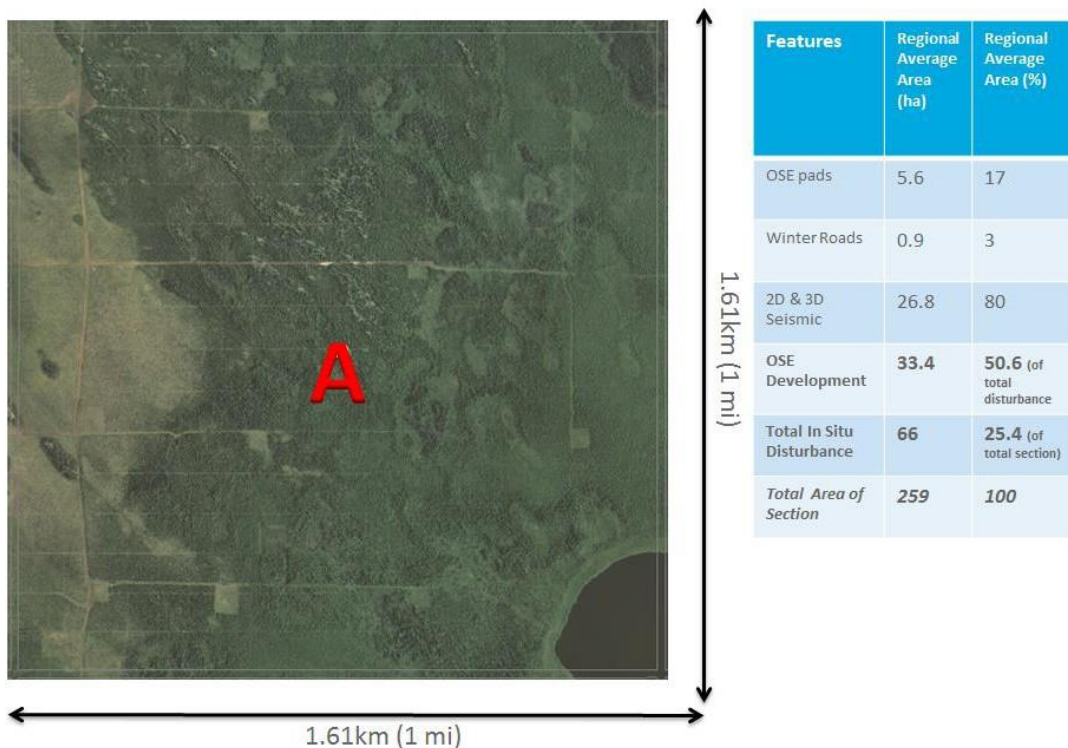 A
1.61km (1 mi)
1.61km (1 mi)
Features
Regional
Average
Area
(ha)
Regional
Average
Area (%)
OSE pads
5.6
17
Winter Roads
0.9
3
2D & 3D
Seismic
26.8
80
OSE
Development
33.4
50.6 (of
total
disturbance
Total In Situ
Disturbance
66
25.4 (of
total section)
Total Area of
Section
259
100